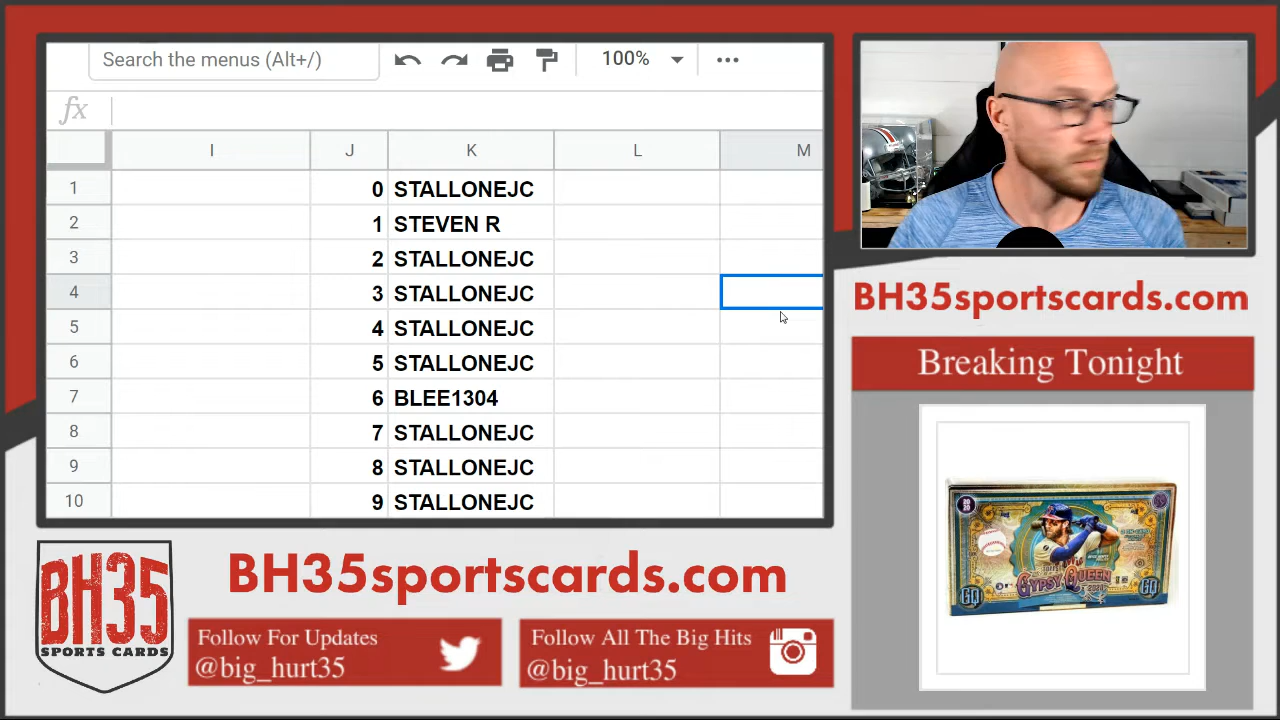 Search the menus (Alt+/)
100%
fx
I J K L M
1 0 STALLONEJC
2 1 STEVEN R
3 2 STALLONEJC
4 3 STALLONEJC
5 4 STALLONEJC
6 5 STALLONEJC
7 6 BLEE1304
8 7 STALLONEJC
9 8 STALLONEJC
10 9 STALLONEJC
BH35sportscards.com
Breaking Tonight
2020
GYPSY QUEEN
GQ
GQ
BH35
SPORTS CARDS
BH35sportscards.com
Follow For Updates
@big_hurt35
Follow All The Big Hits
@big_hurt35